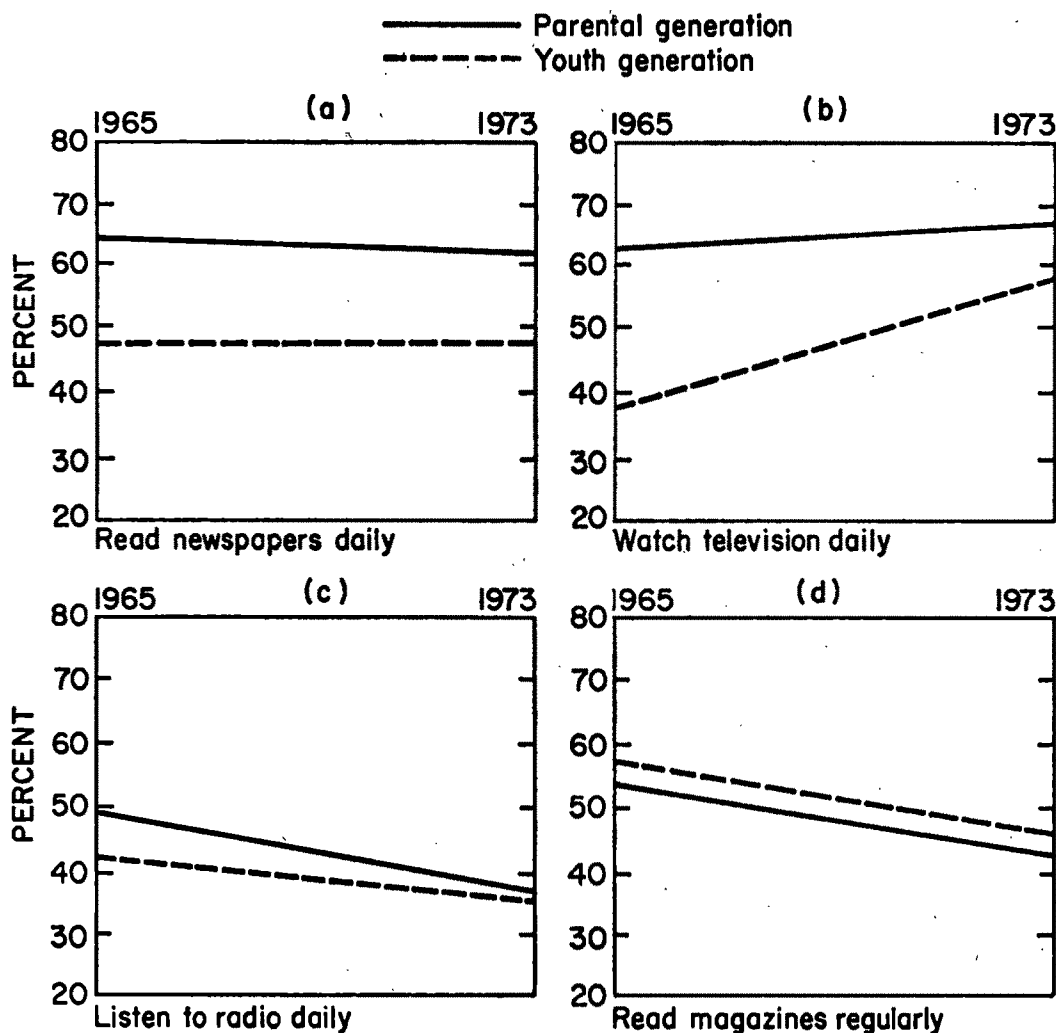 Parental generation
Youth generation
(a)
1965 1973
80
70
60
50
40
30
20
PERCENT
Read newspapers daily
(b)
1965 1973
80
70
60
50
40
30
20
Watch television daily
(c)
1965 1973
80
70
60
50
40
30
20
PERCENT
Listen to radio daily
(d)
1965 1973
80
70
60
50
40
30
20
Read magazines regularly